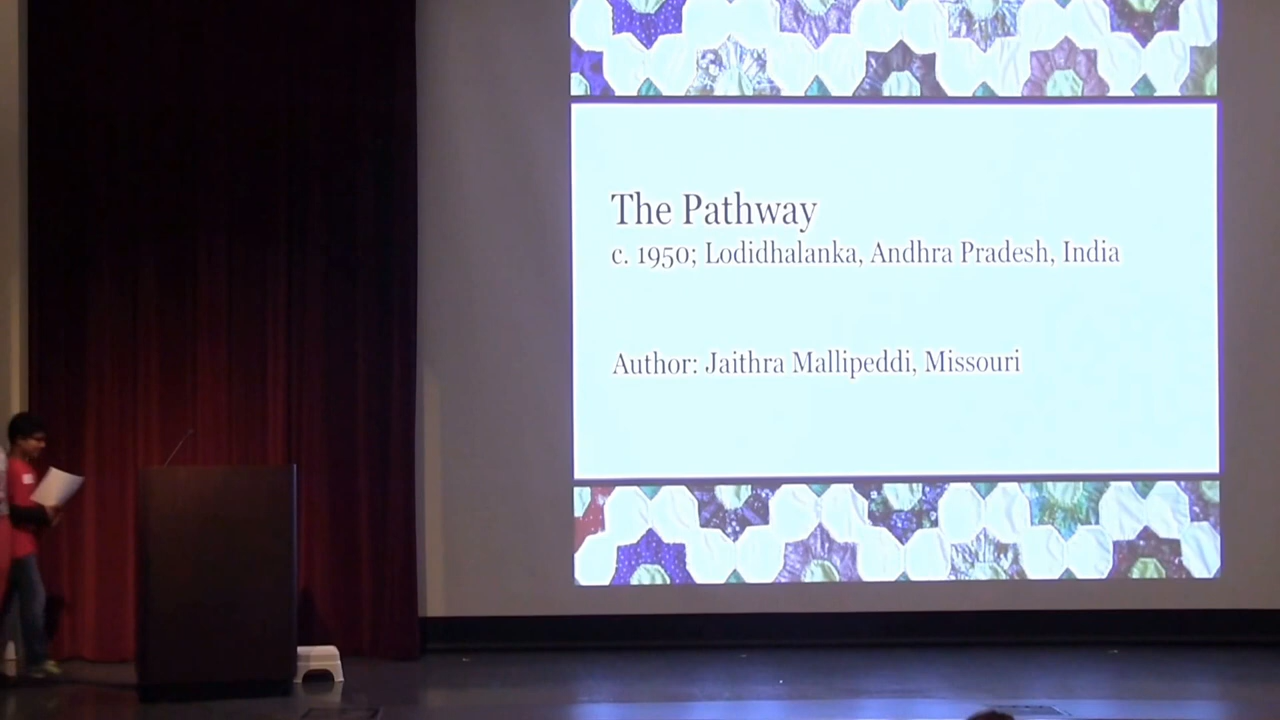 The Pathway
c. 1950; Lodidhalanka, Andhra Pradesh, India
Author: Jaithra Mallipeddi, Missouri